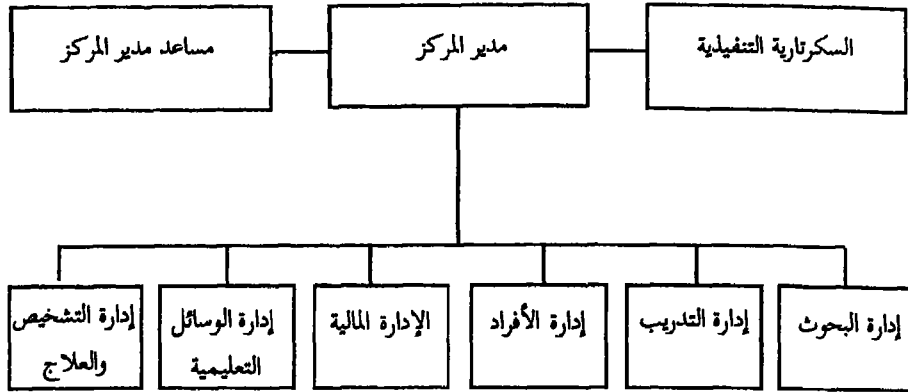 السكرتارية التنفيذية
مدير المركز
مساعد مدير المركز
إدارة البحوث
إدارة التدريب
إدارة الأفراد
الإدارة المالية
إدارة الوسائل
التعليمية
إدارة التشخيص
والعلاج